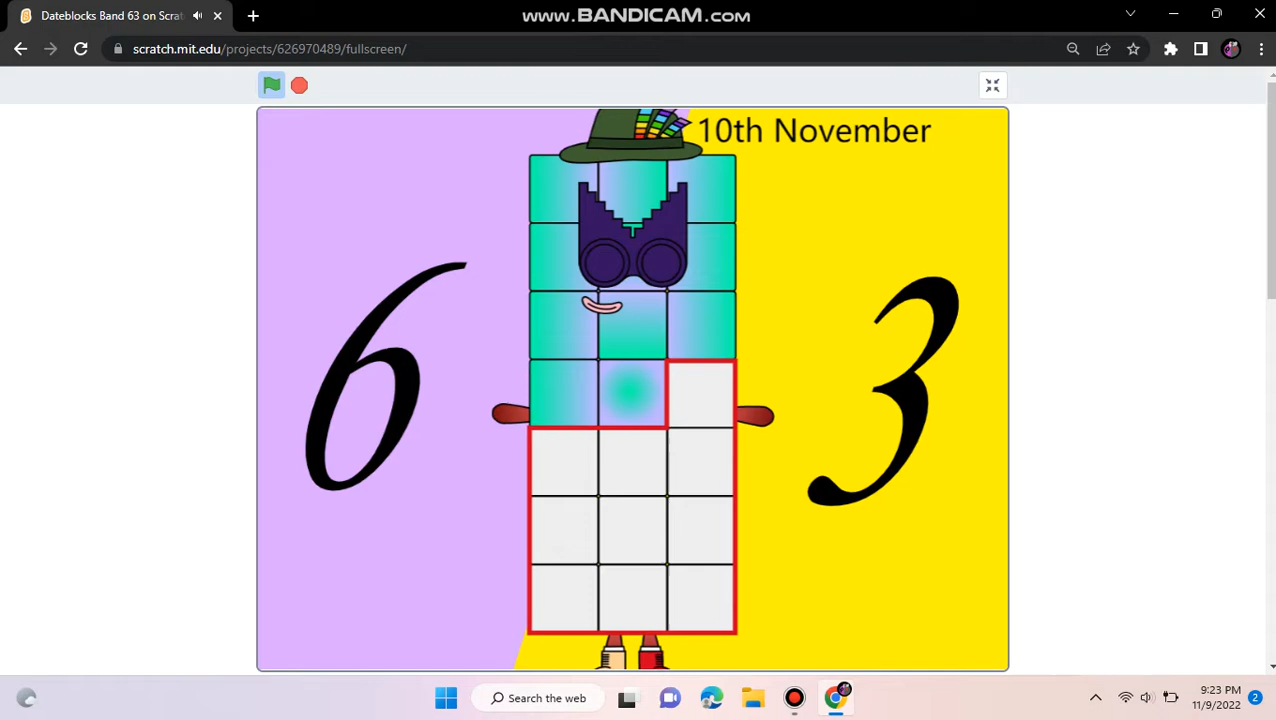 www.BANDICAM.com
Dateblocks Band 63 on Scrat
scratch.mit.edu/projects/626970489/fullscreen/
10th November
6
3
Search the web
9:23 PM
11/9/2022
2